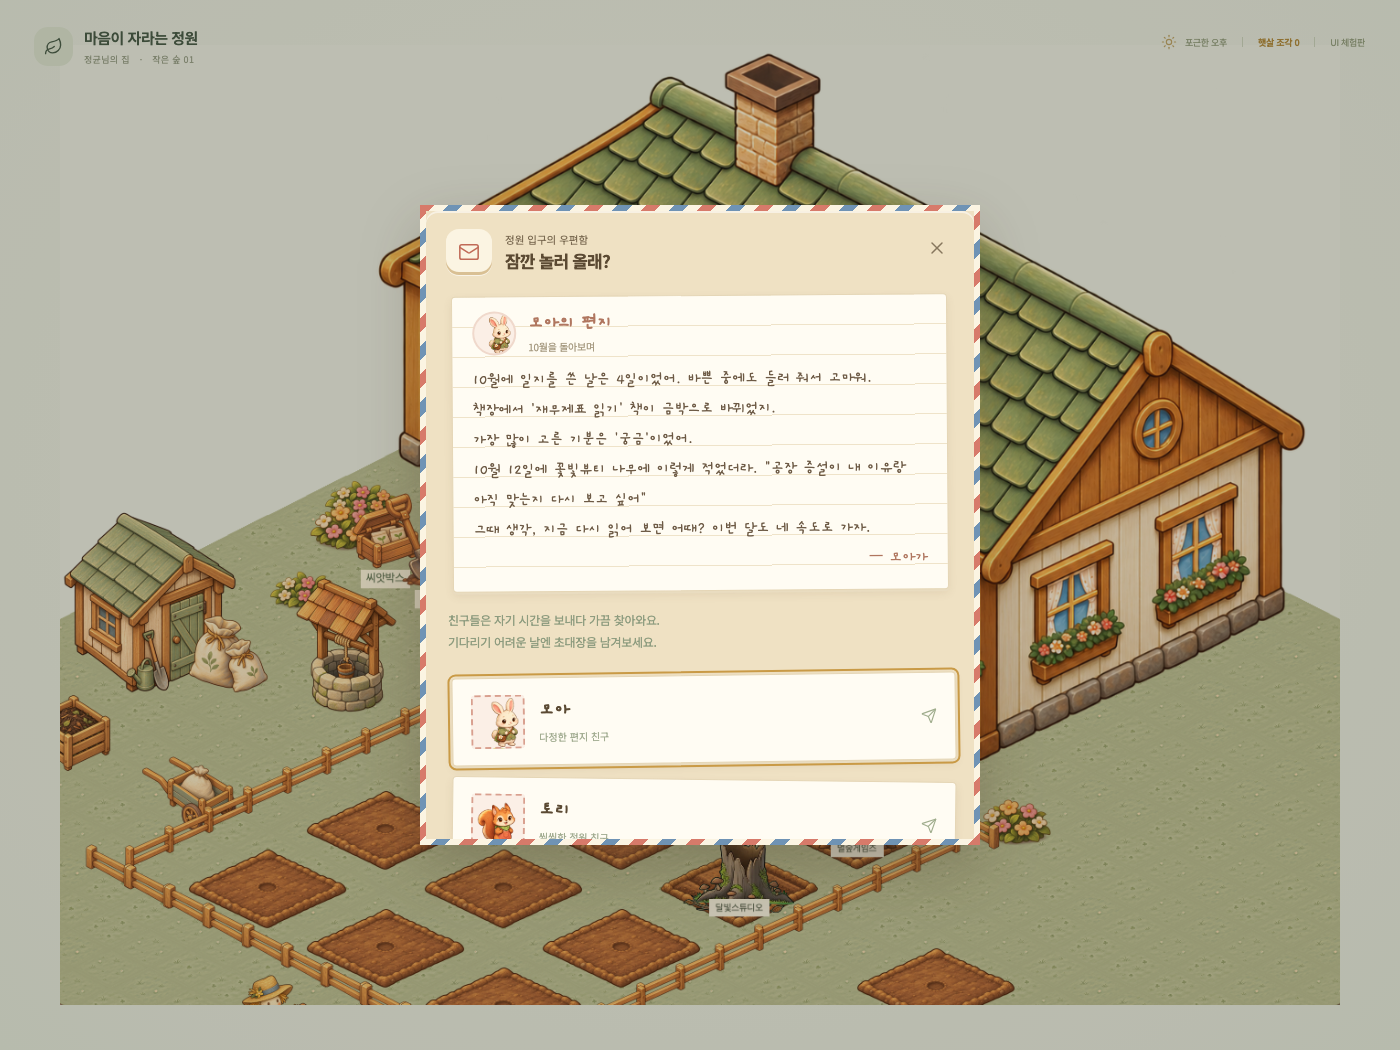 마음이 자라는 정원
정균님의 집 · 작은 숲 01
포근한 오후
햇살 조각 0
UI 체험판
정원 입구의 우편함
잠깐 놀러 올래?
모아의 편지
10월을 돌아보며
10월에 일지를 쓴 날은 4일이었어. 바쁜 중에도 들러 줘서 고마워.
책장에서 '재무제표 읽기' 책이 금박으로 바뀌었지.
가장 많이 고른 기분은 '궁금'이었어.
10월 12일에 꽃빛뷰티 나무에 이렇게 적었더라. "공장 증설이 내 이유랑
아직 맞는지 다시 보고 싶어"
그때 생각, 지금 다시 읽어 보면 어때? 이번 달도 네 속도로 가자.
— 모아가
씨앗박스
친구들은 자기 시간을 보내다 가끔 찾아와요.
기다리기 어려운 날엔 초대장을 남겨보세요.
모아
다정한 편지 친구
토리
씩씩한 정원 친구
별숲게임즈
달빛스튜디오